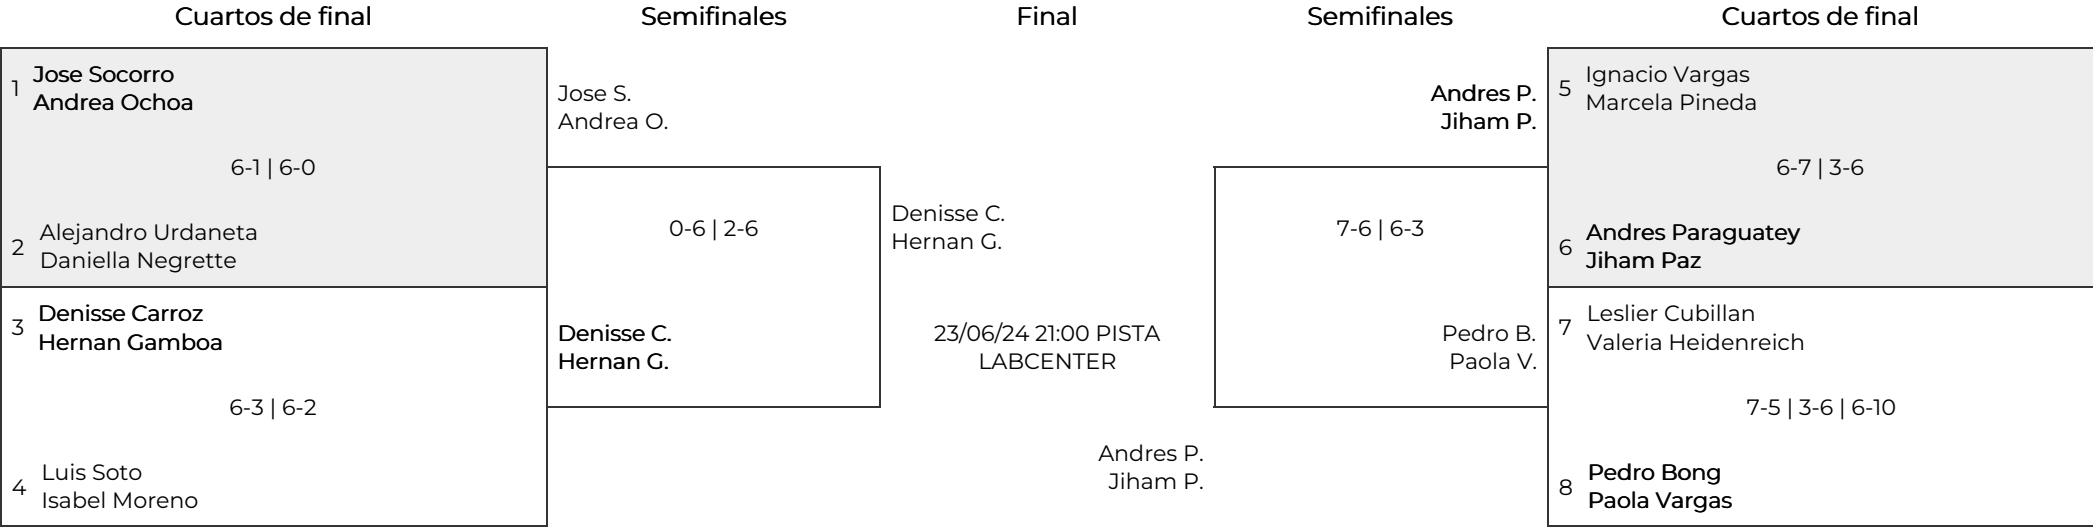 Cuartos de final
Semifinales
Final
Semifinales
Cuartos de final
1
Jose Socorro
Andrea Ochoa
6-1 | 6-0
2
Alejandro Urdaneta
Daniella Negrette
3
Denisse Carroz
Hernan Gamboa
6-3 | 6-2
4
Luis Soto
Isabel Moreno
Jose S.
Andrea O.
0-6 | 2-6
Denisse C.
Hernan G.
Denisse C.
Hernan G.
23/06/24 21:00 PISTA
LABCENTER
Andres P.
Jiham P.
Andres P.
Jiham P.
7-6 | 6-3
Pedro B.
Paola V.
5
Ignacio Vargas
Marcela Pineda
6-7 | 3-6
6
Andres Paraguatey
Jiham Paz
7
Leslier Cubillan
Valeria Heidenreich
7-5 | 3-6 | 6-10
8
Pedro Bong
Paola Vargas